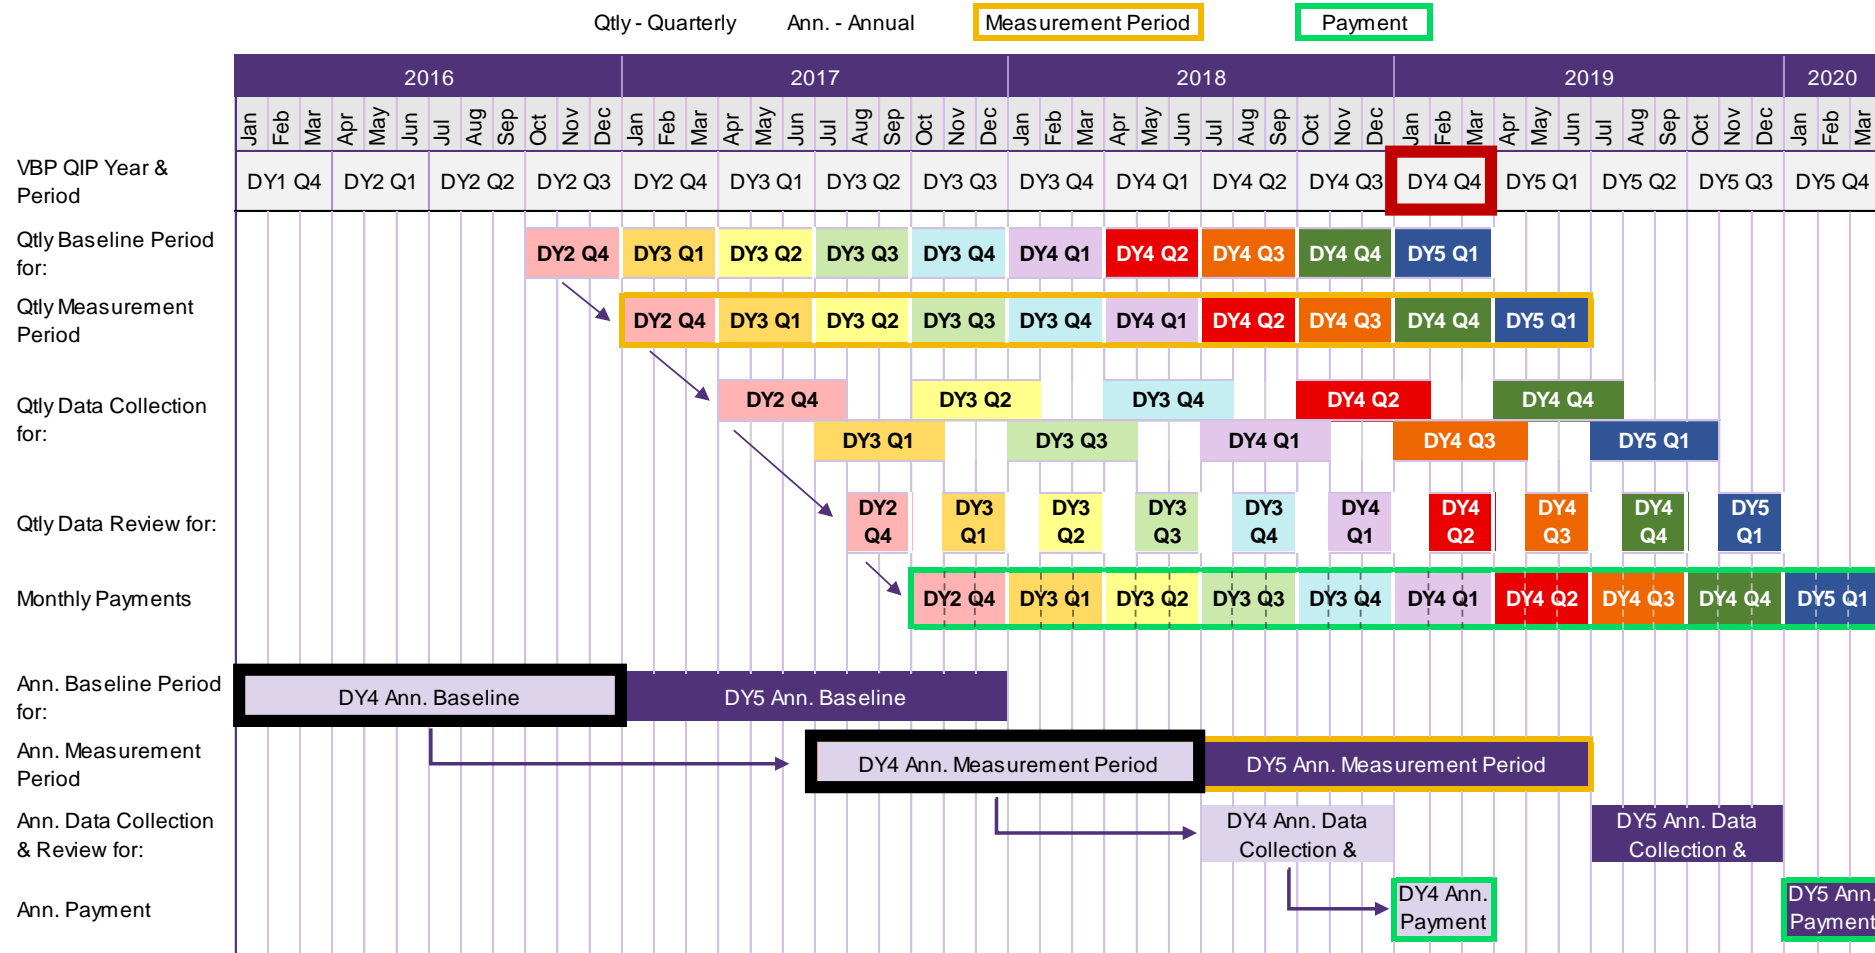 Qtly - Quarterly Ann. - Annual Measurement Period Payment
2016 2017 2018 2019 2020
Jan Feb Mar Apr May Jun Jul Aug Sep Oct Nov Dec Jan Feb Mar Apr May Jun Jul Aug Sep Oct Nov Dec Jan Feb Mar Apr May Jun Jul Aug Sep Oct Nov Dec Jan Feb Mar Apr May Jun Jul Aug Sep Oct Nov Dec Jan Feb Mar
VBP QIP Year &
Period
DY1 Q4 DY2 Q1 DY2 Q2 DY2 Q3 DY2 Q4 DY3 Q1 DY3 Q2 DY3 Q3 DY3 Q4 DY4 Q1 DY4 Q2 DY4 Q3 DY4 Q4 DY5 Q1 DY5 Q2 DY5 Q3 DY5 Q4
Qtly Baseline Period
for:
DY2 Q4 DY3 Q1 DY3 Q2 DY3 Q3 DY3 Q4 DY4 Q1 DY4 Q2 DY4 Q3 DY4 Q4 DY5 Q1
Qtly Measurement
Period
DY2 Q4 DY3 Q1 DY3 Q2 DY3 Q3 DY3 Q4 DY4 Q1 DY4 Q2 DY4 Q3 DY4 Q4 DY5 Q1
Qtly Data Collection
for:
DY2 Q4 DY3 Q2 DY3 Q4 DY4 Q2 DY4 Q4
DY3 Q1 DY3 Q3 DY4 Q1 DY4 Q3 DY5 Q1
Qtly Data Review for:
DY2 DY3 DY3 DY3 DY3 DY4 DY4 DY4 DY4 DY5
Q4 Q1 Q2 Q3 Q4 Q1 Q2 Q3 Q4 Q1
Monthly Payments
DY2 Q4 DY3 Q1 DY3 Q2 DY3 Q3 DY3 Q4 DY4 Q1 DY4 Q2 DY4 Q3 DY4 Q4 DY5 Q1
Ann. Baseline Period
for:
DY4 Ann. Baseline DY5 Ann. Baseline
Ann. Measurement
Period
DY4 Ann. Measurement Period DY5 Ann. Measurement Period
Ann. Data Collection
& Review for:
DY4 Ann. Data DY5 Ann. Data
Collection & Collection &
Ann. Payment
DY4 Ann. DY5 Ann.
Payment Payment